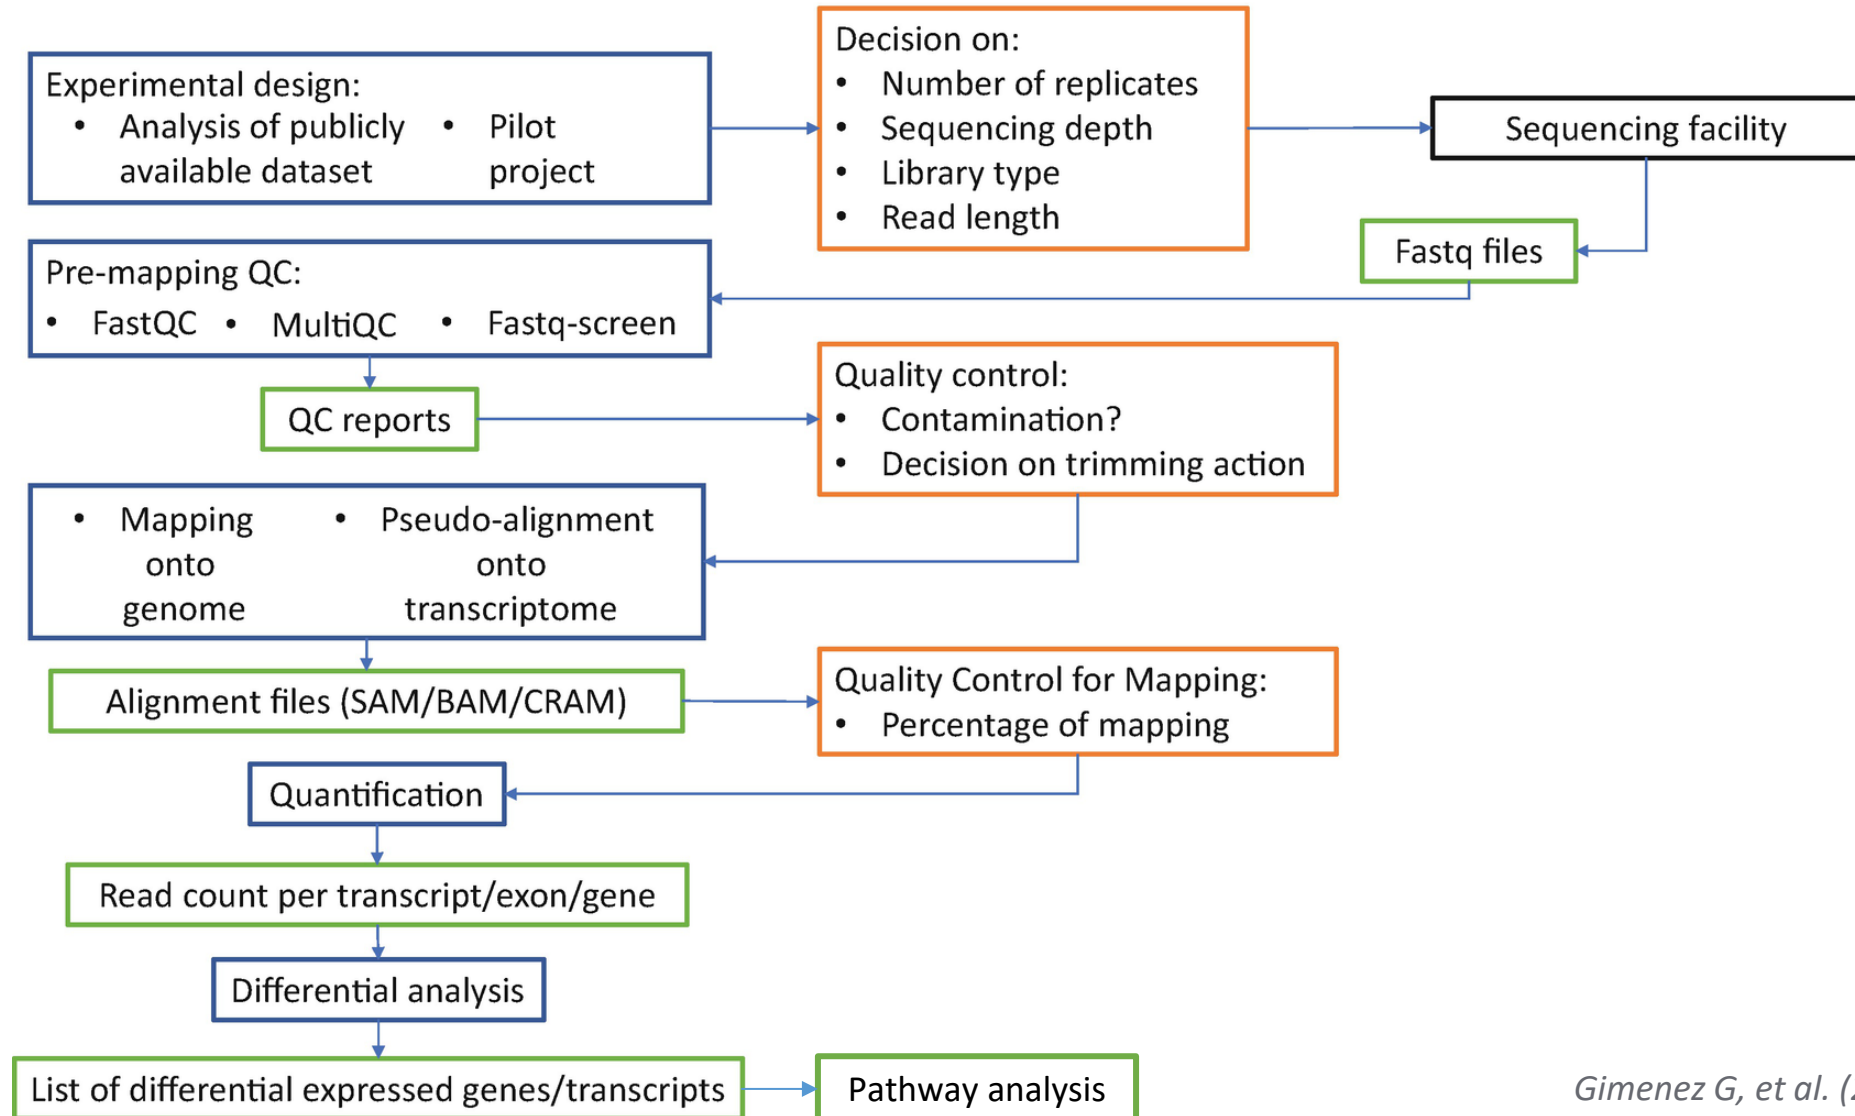 Experimental design:
• Analysis of publicly available dataset
• Pilot project
Decision on:
• Number of replicates
• Sequencing depth
• Library type
• Read length
Sequencing facility
Fastq files
Pre-mapping QC:
• FastQC • MultiQC • Fastq-screen
QC reports
Quality control:
• Contamination?
• Decision on trimming action
• Mapping onto genome
• Pseudo-alignment onto transcriptome
Alignment files (SAM/BAM/CRAM)
Quality Control for Mapping:
• Percentage of mapping
Quantification
Read count per transcript/exon/gene
Differential analysis
List of differential expressed genes/transcripts
Pathway analysis
Gimenez G, et al. (2